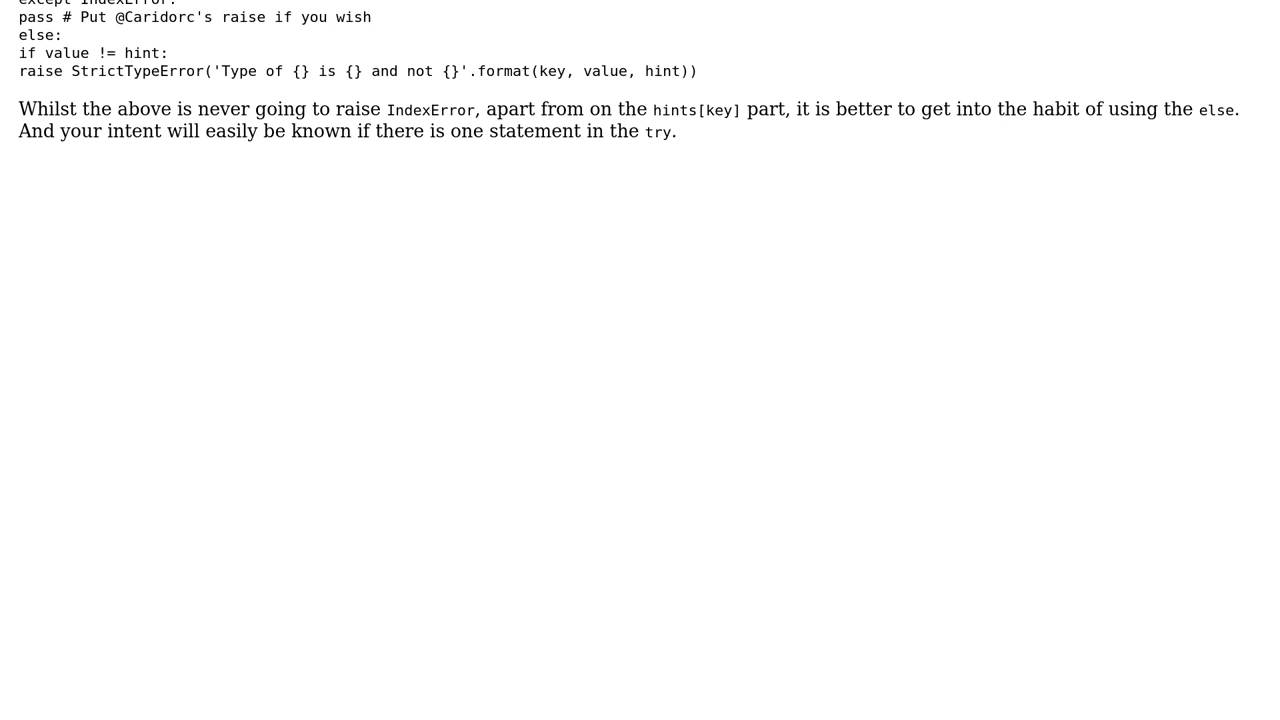 except IndexError:
pass # Put @Caridorc's raise if you wish
else:
if value != hint:
raise StrictTypeError('Type of {} is {} and not {}'.format(key, value, hint))
Whilst the above is never going to raise IndexError, apart from on the hints[key] part, it is better to get into the habit of using the else.
And your intent will easily be known if there is one statement in the try.